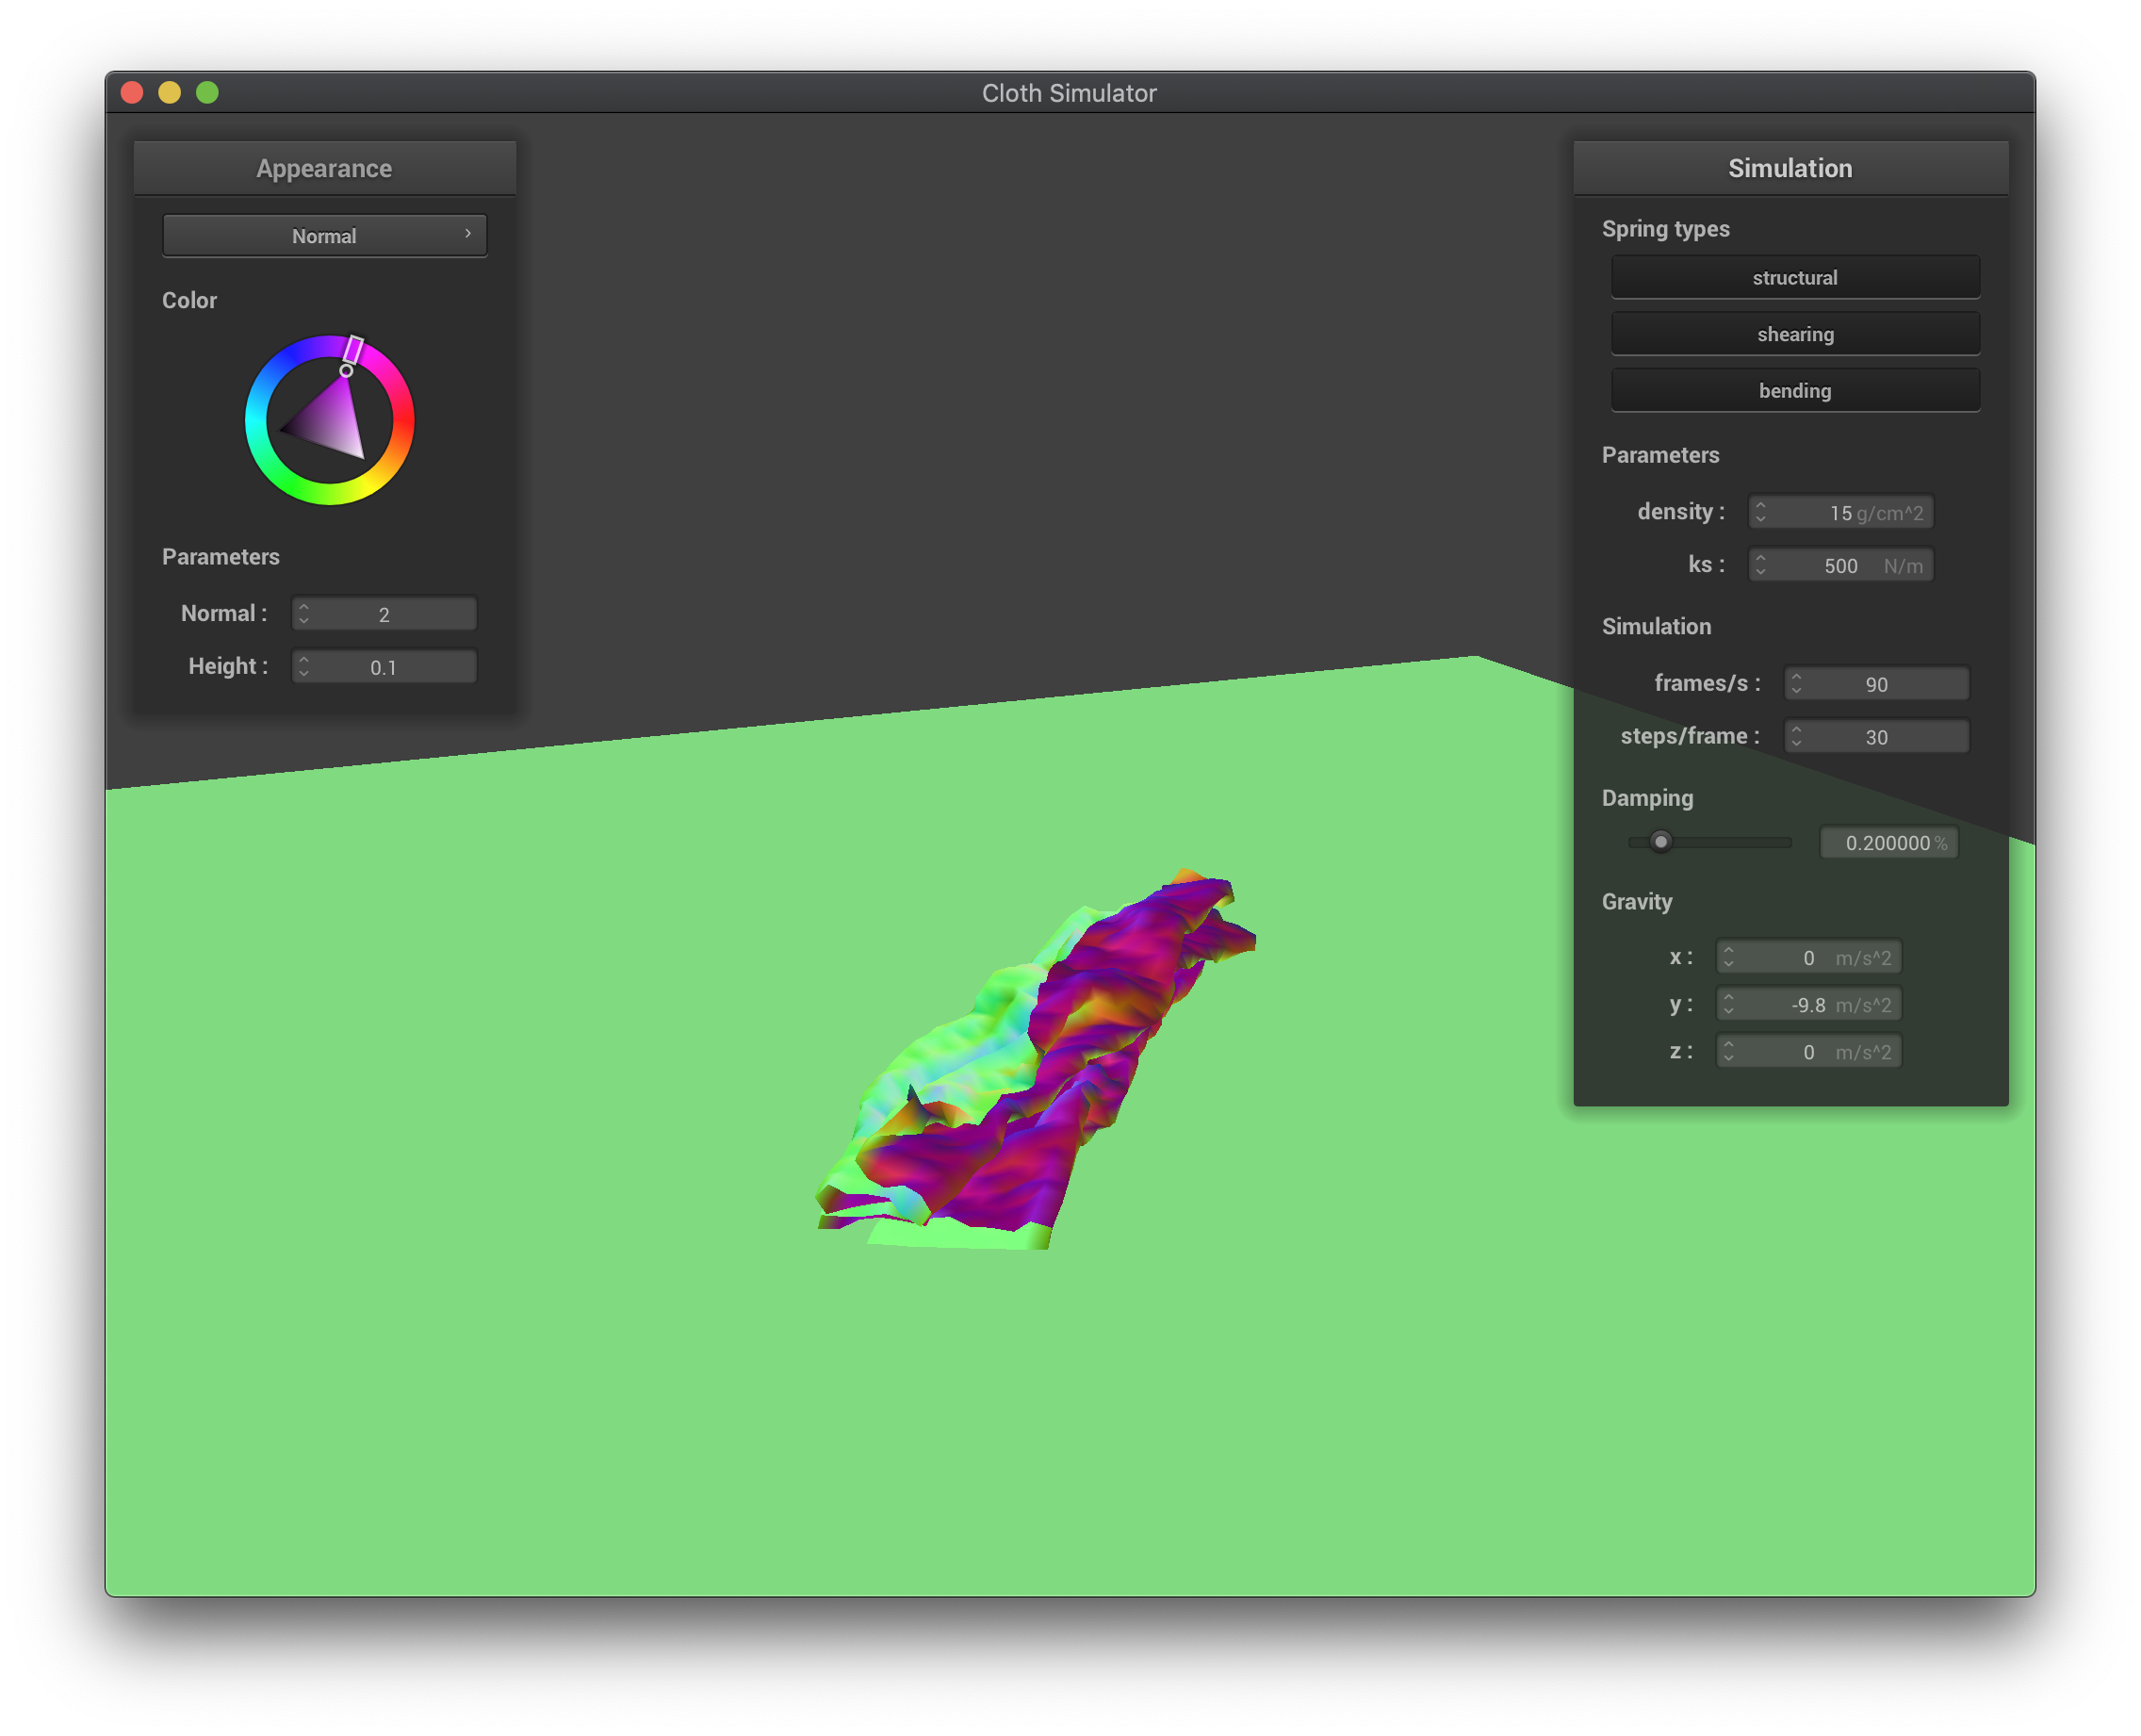 Cloth Simulator
Appearance
Normal
Color
Parameters
Normal :
2
Height :
0.1
Simulation
Spring types
structural
shearing
bending
Parameters
density :
15 g/cm^2
ks :
500 N/m
Simulation
frames/s :
90
steps/frame :
30
Damping
0.200000 %
Gravity
x :
0 m/s^2
y :
-9.8 m/s^2
z :
0 m/s^2